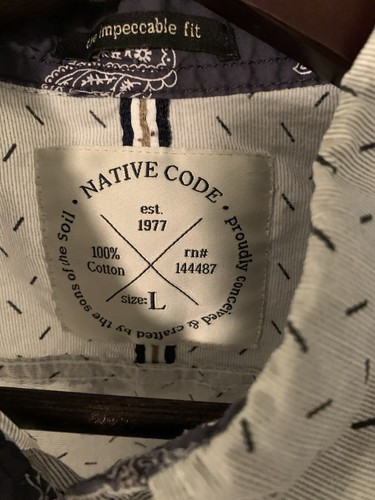 the impeccable fit
• NATIVE CODE •
est.
1977
100%
Cotton
rn#
144487
size: L
proudly conceived & crafted by the sons of the Soil